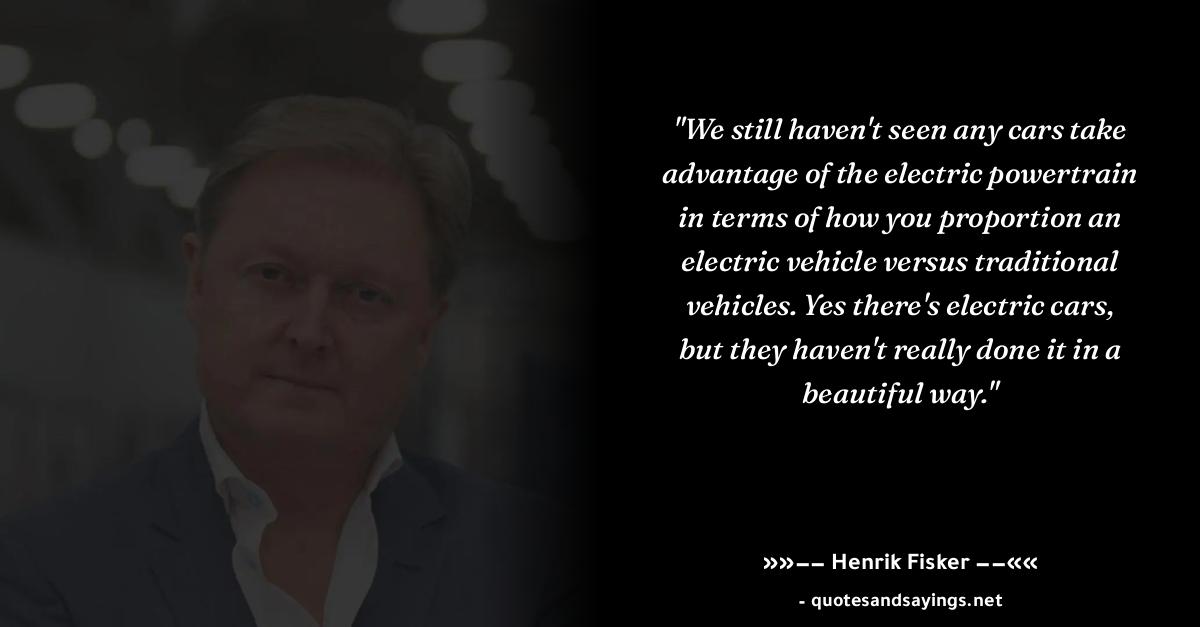 "We still haven't seen any cars take
advantage of the electric powertrain
in terms of how you proportion an
electric vehicle versus traditional
vehicles. Yes there's electric cars,
but they haven't really done it in a
beautiful way."
»»−− Henrik Fisker −−««
- quotesandsayings.net